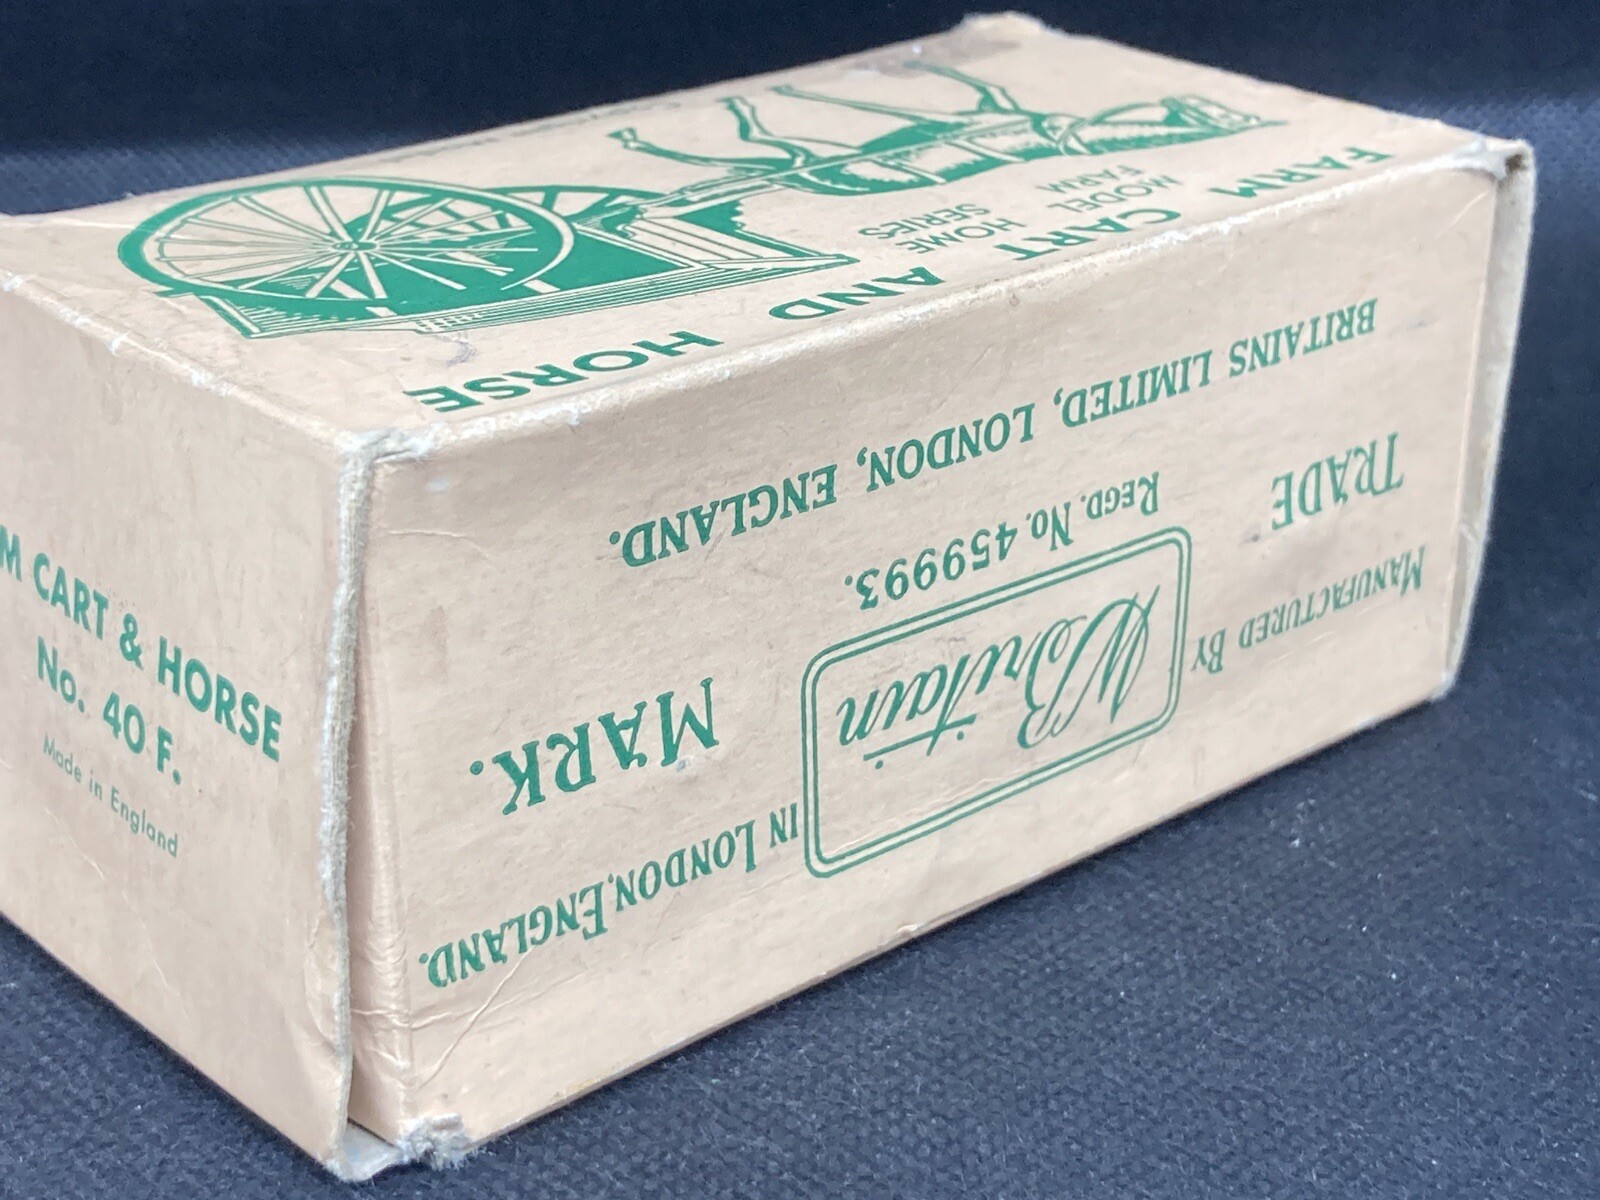 FARM CART AND HORSE
MODEL HOME
FARM SERIES
BRITAINS LIMITED, LONDON, ENGLAND.
REGD. No. 459993.
TRADE MARK.
WBritain
MANUFACTURED BY IN LONDON, ENGLAND.
M CART & HORSE
No. 40 F.
Made in England